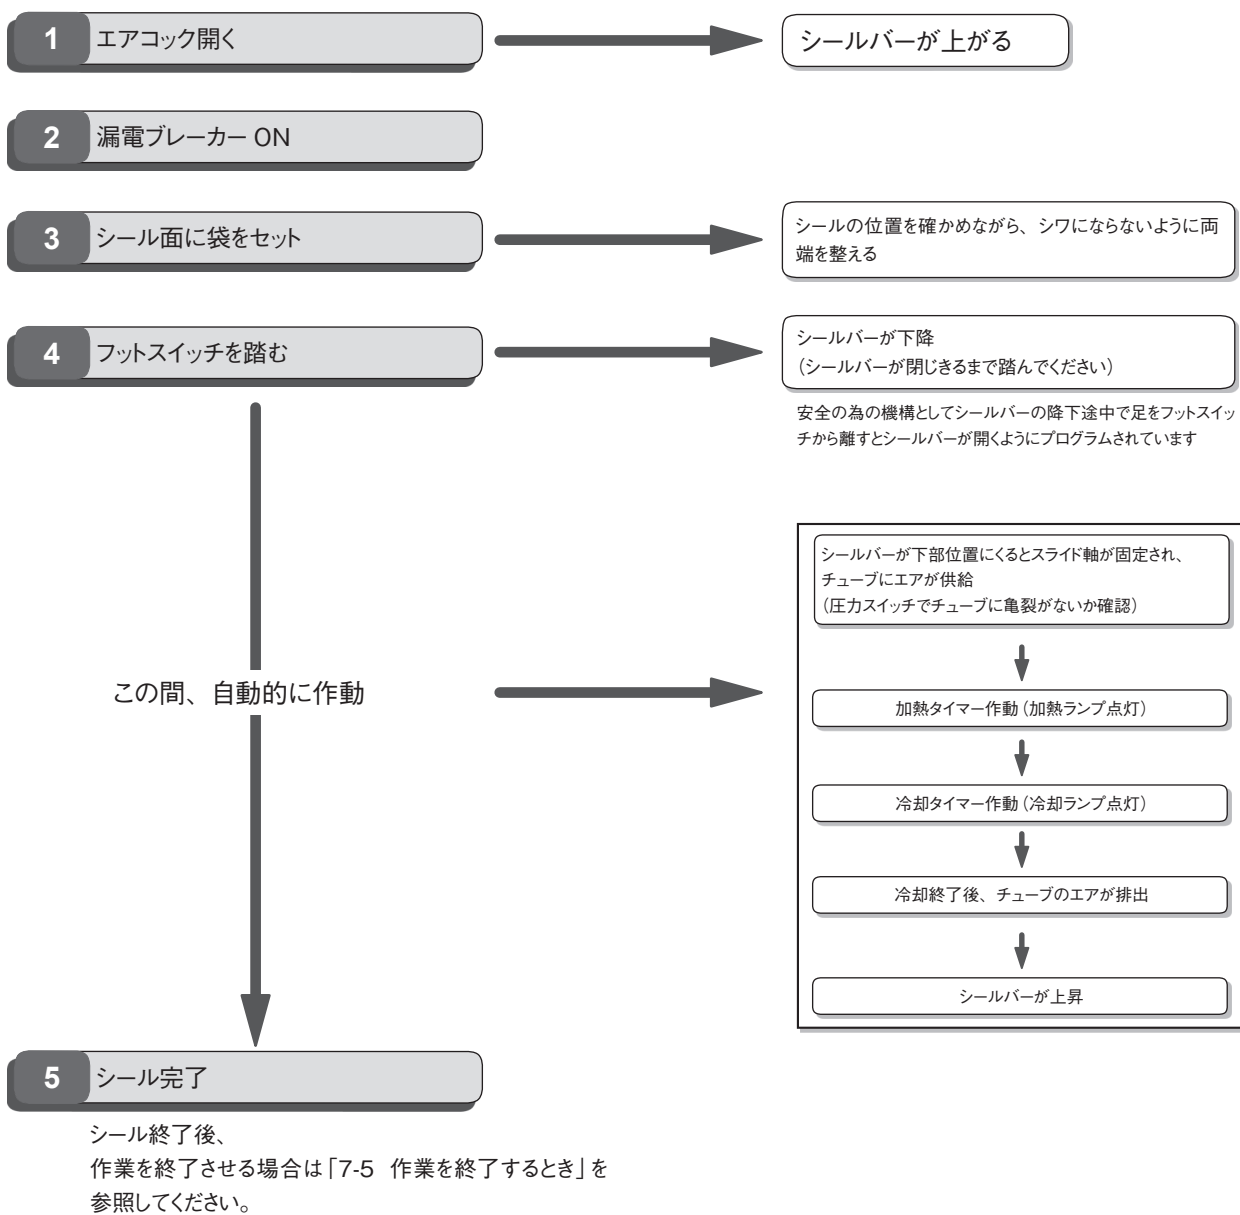 1 エアコック開く
シールバーが上がる
2 漏電ブレーカー ON
3 シール面に袋をセット
シールの位置を確かめながら、シワにならないように両
端を整える
4 フットスイッチを踏む
シールバーが下降
（シールバーが閉じきるまで踏んでください）
安全の為の機構としてシールバーの降下途中で足をフットスイッ
チから離すとシールバーが開くようにプログラムされています
この間、自動的に作動
シールバーが下部位置にくるとスライド軸が固定され、
チューブにエアが供給
（圧力スイッチでチューブに亀裂がないか確認）
加熱タイマー作動（加熱ランプ点灯）
冷却タイマー作動（冷却ランプ点灯）
冷却終了後、チューブのエアが排出
シールバーが上昇
5 シール完了
シール終了後、
作業を終了させる場合は「7-5 作業を終了するとき」を
参照してください。